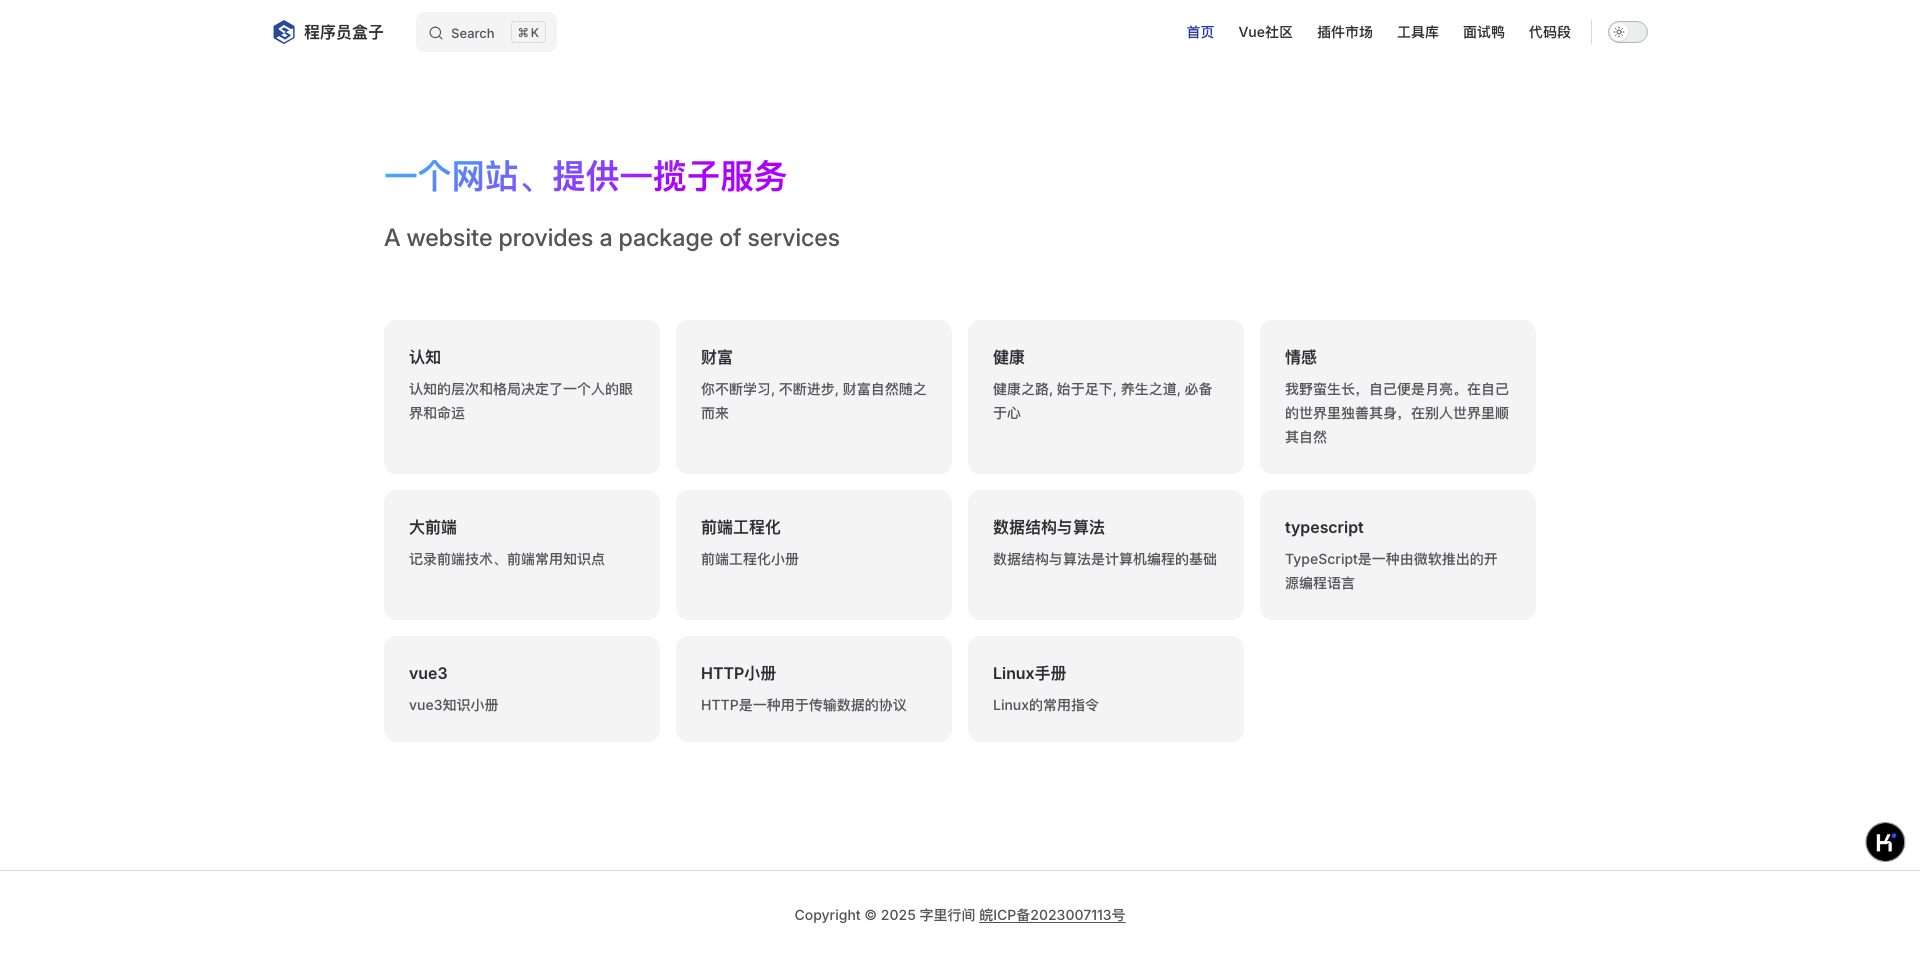 程序员盒子
Search
⌘ K
首页
Vue社区
插件市场
工具库
面试鸭
代码段
一个网站、提供一揽子服务
A website provides a package of services
认知
认知的层次和格局决定了一个人的眼
界和命运
财富
你不断学习, 不断进步, 财富自然随之
而来
健康
健康之路, 始于足下, 养生之道, 必备
于心
情感
我野蛮生长，自己便是月亮。在自己
的世界里独善其身，在别人世界里顺
其自然
大前端
记录前端技术、前端常用知识点
前端工程化
前端工程化小册
数据结构与算法
数据结构与算法是计算机编程的基础
typescript
TypeScript是一种由微软推出的开
源编程语言
vue3
vue3知识小册
HTTP小册
HTTP是一种用于传输数据的协议
Linux手册
Linux的常用指令
K
Copyright © 2025 字里行间 皖ICP备2023007113号